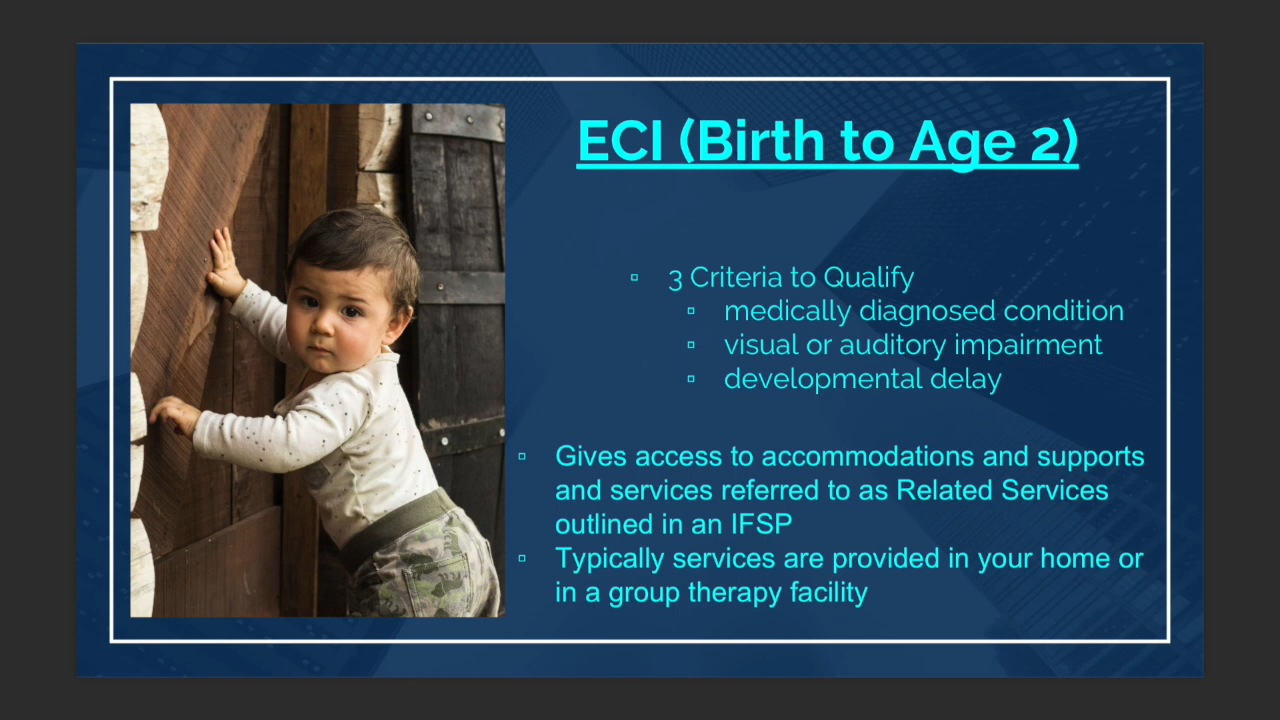 ECI (Birth to Age 2)
3 Criteria to Qualify
medically diagnosed condition
visual or auditory impairment
developmental delay
Gives access to accommodations and supports
and services referred to as Related Services
outlined in an IFSP
Typically services are provided in your home or
in a group therapy facility